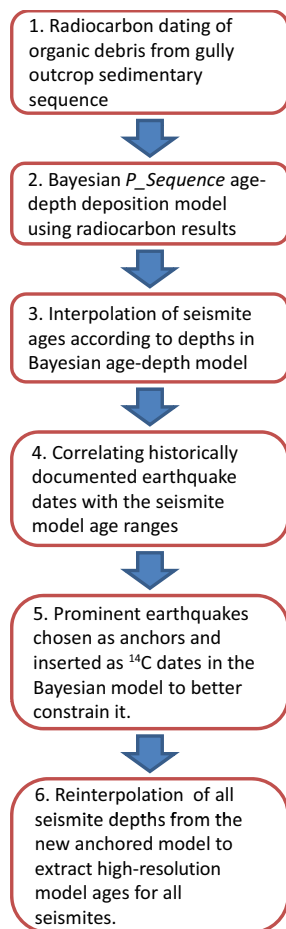 1. Radiocarbon dating of
organic debris from gully
outcrop sedimentary
sequence
2. Bayesian P_Sequence age-
depth deposition model
using radiocarbon results
3. Interpolation of seismite
ages according to depths in
Bayesian age-depth model
4. Correlating historically
documented earthquake
dates with the seismite
model age ranges
5. Prominent earthquakes
chosen as anchors and
inserted as ¹⁴C dates in the
Bayesian model to better
constrain it.
6. Reinterpolation of all
seismite depths from the
new anchored model to
extract high-resolution
model ages for all
seismites.